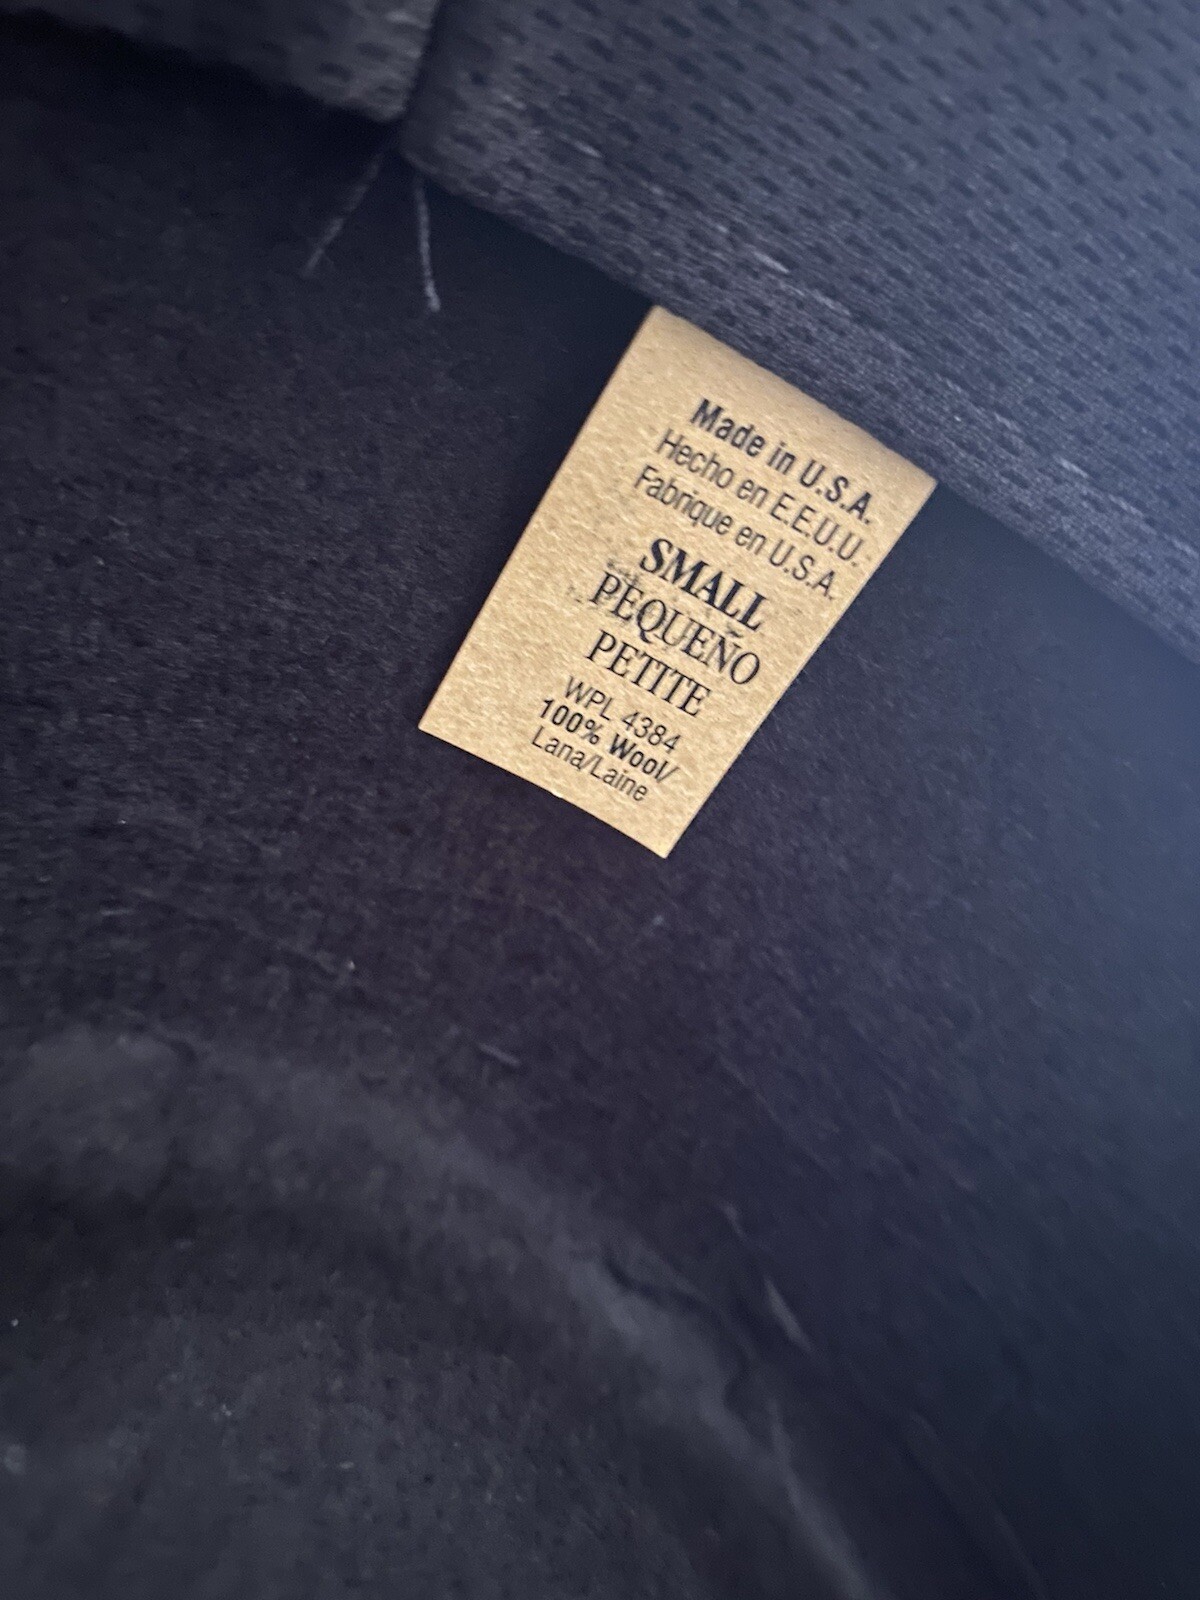 Made in U.S.A.
Hecho en E.E.U.U.
Fabrique en U.S.A.
SMALL
PEQUEÑO
PETITE
WPL 4384
100% Wool/
Lana/Laine